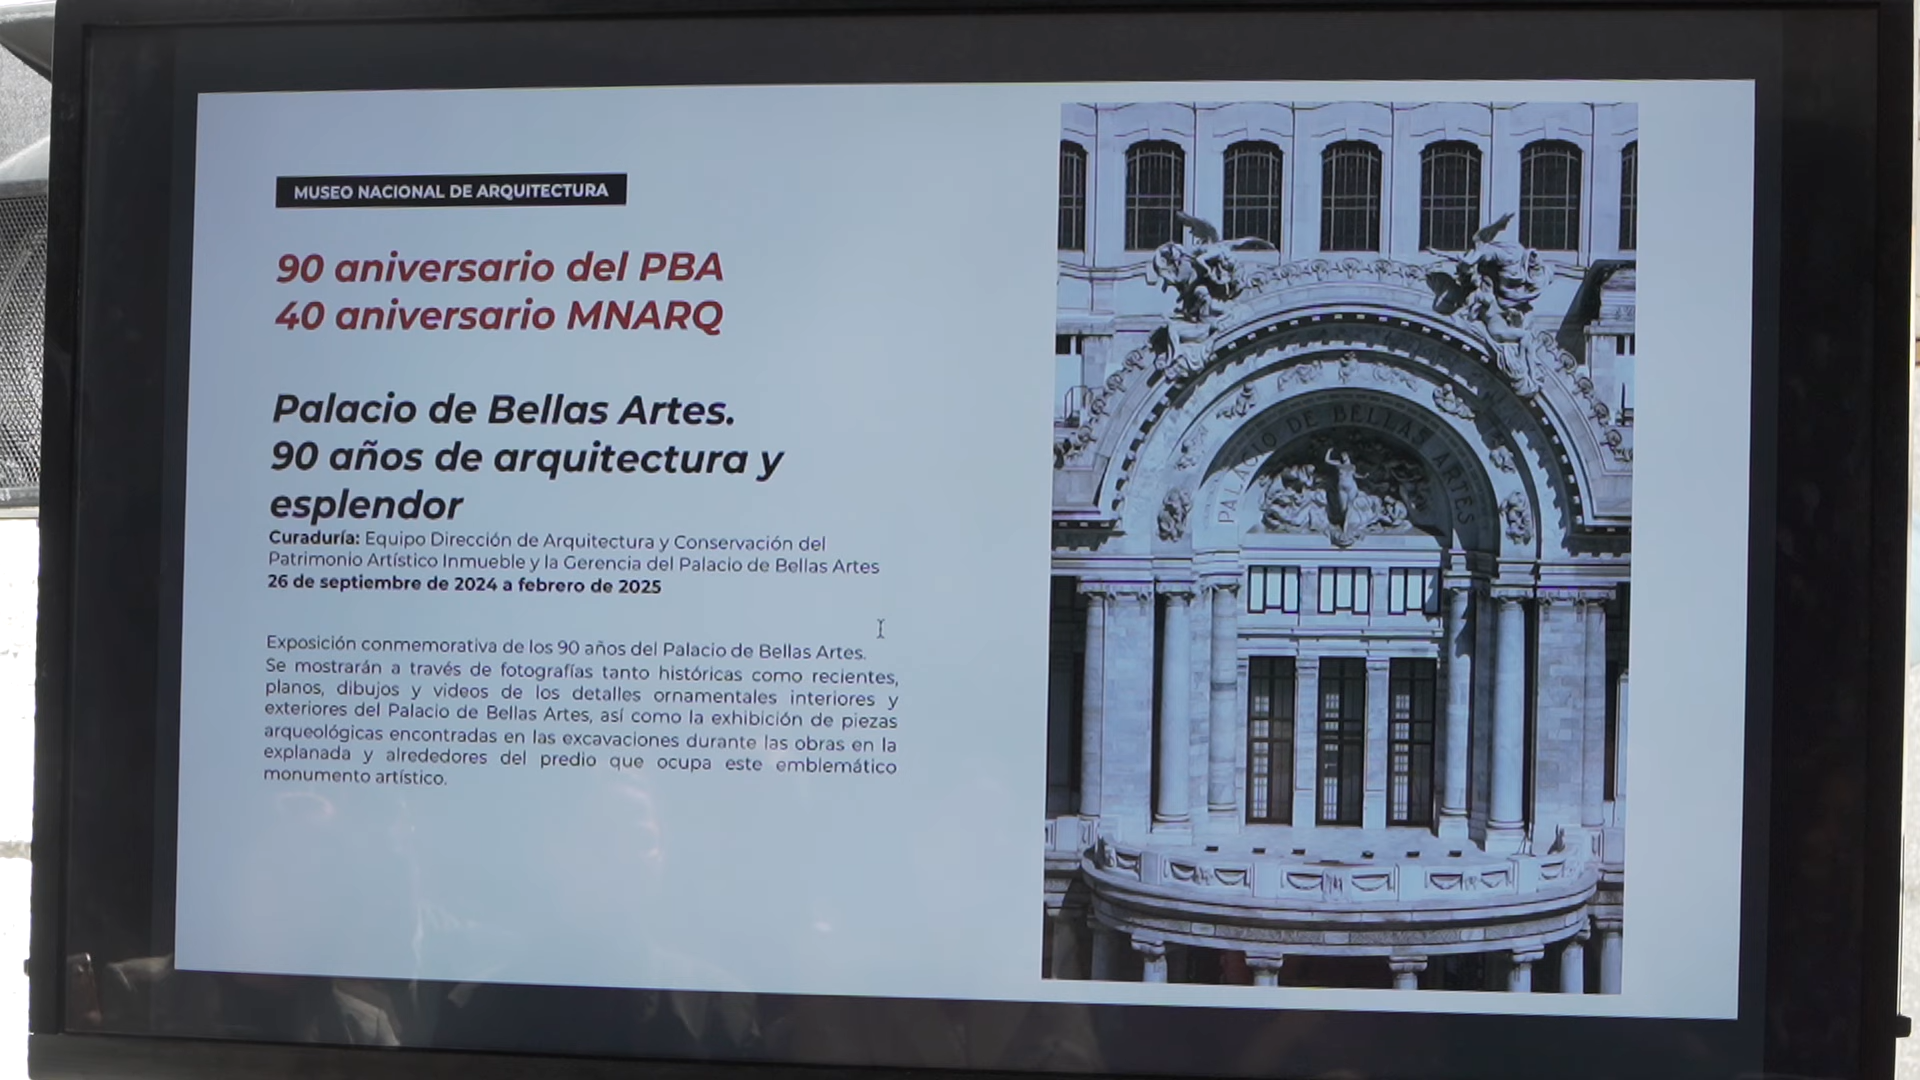 MUSEO NACIONAL DE ARQUITECTURA
90 aniversario del PBA
40 aniversario MNARQ
Palacio de Bellas Artes.
90 años de arquitectura y
esplendor
Curaduría: Equipo Dirección de Arquitectura y Conservación del
Patrimonio Artístico Inmueble y la Gerencia del Palacio de Bellas Artes
26 de septiembre de 2024 a febrero de 2025
Exposición conmemorativa de los 90 años del Palacio de Bellas Artes.
Se mostrarán a través de fotografías tanto históricas como recientes,
planos, dibujos y videos de los detalles ornamentales interiores y
exteriores del Palacio de Bellas Artes, así como la exhibición de piezas
arqueológicas encontradas en las excavaciones durante las obras en la
explanada y alrededores del predio que ocupa este emblemático
monumento artístico.
PALACIO DE BELLAS ARTES